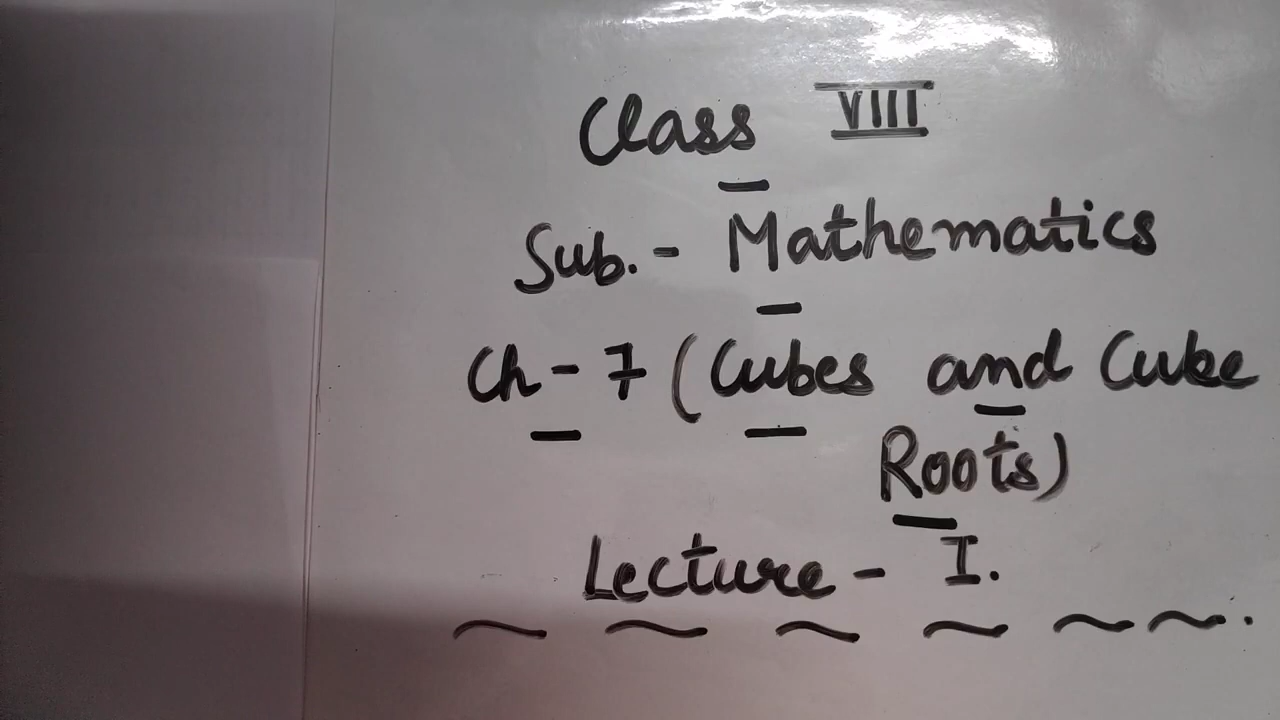 Class VIII
Sub. - Mathematics
Ch - 7 (Cubes and Cube
Roots)
Lecture - I.